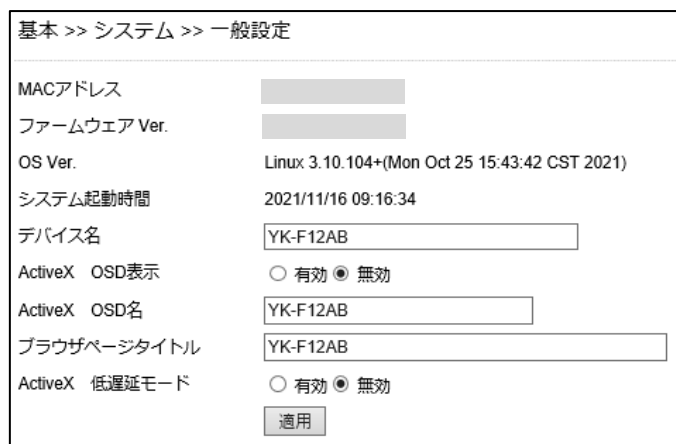 基本 >> システム >> 一般設定
MACアドレス
ファームウェア Ver.
OS Ver. Linux 3.10.104+(Mon Oct 25 15:43:42 CST 2021)
システム起動時間 2021/11/16 09:16:34
デバイス名 YK-F12AB
ActiveX　OSD表示 ○ 有効 ◉ 無効
ActiveX　OSD名 YK-F12AB
ブラウザページタイトル YK-F12AB
ActiveX　低遅延モード ○ 有効 ◉ 無効
適用